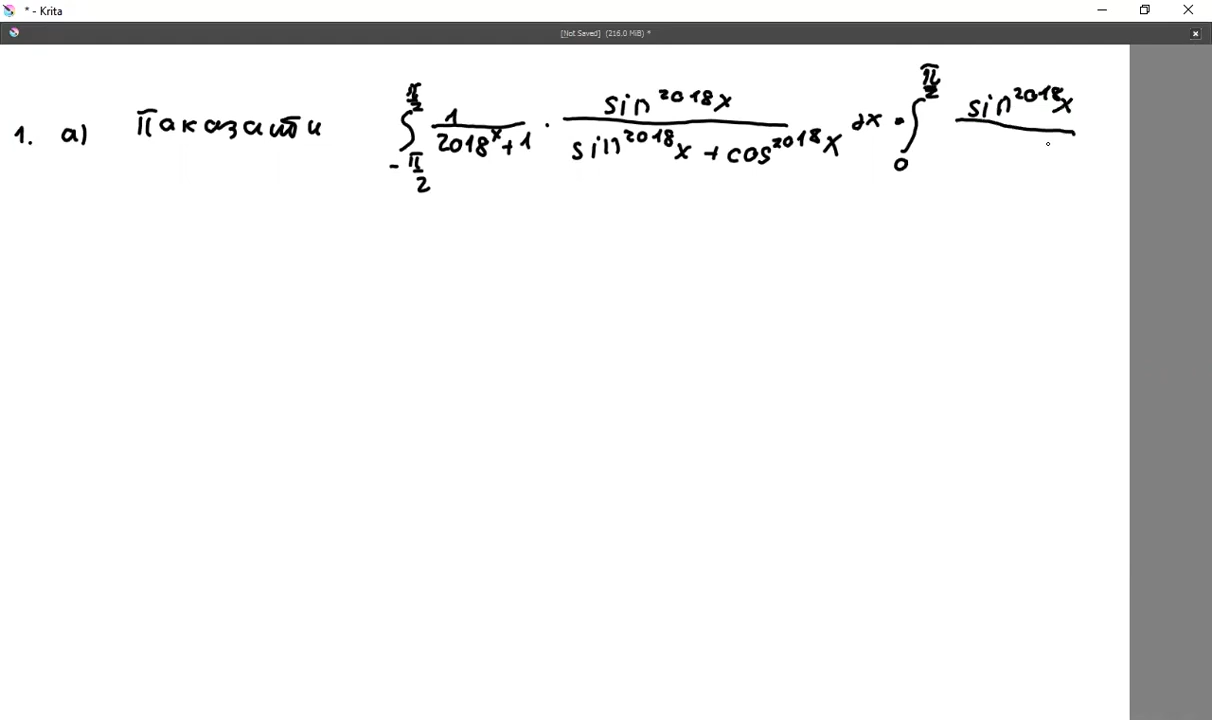 * - Krita
[Not Saved] (216.0 MiB) *
1. а) Паказати ∫_{-π/2}^{π/2} 1/(2018^x + 1) · sin^{2018}x/(sin^{2018}x + cos^{2018}x) dx = ∫_0^{π/2} sin^{2018}x